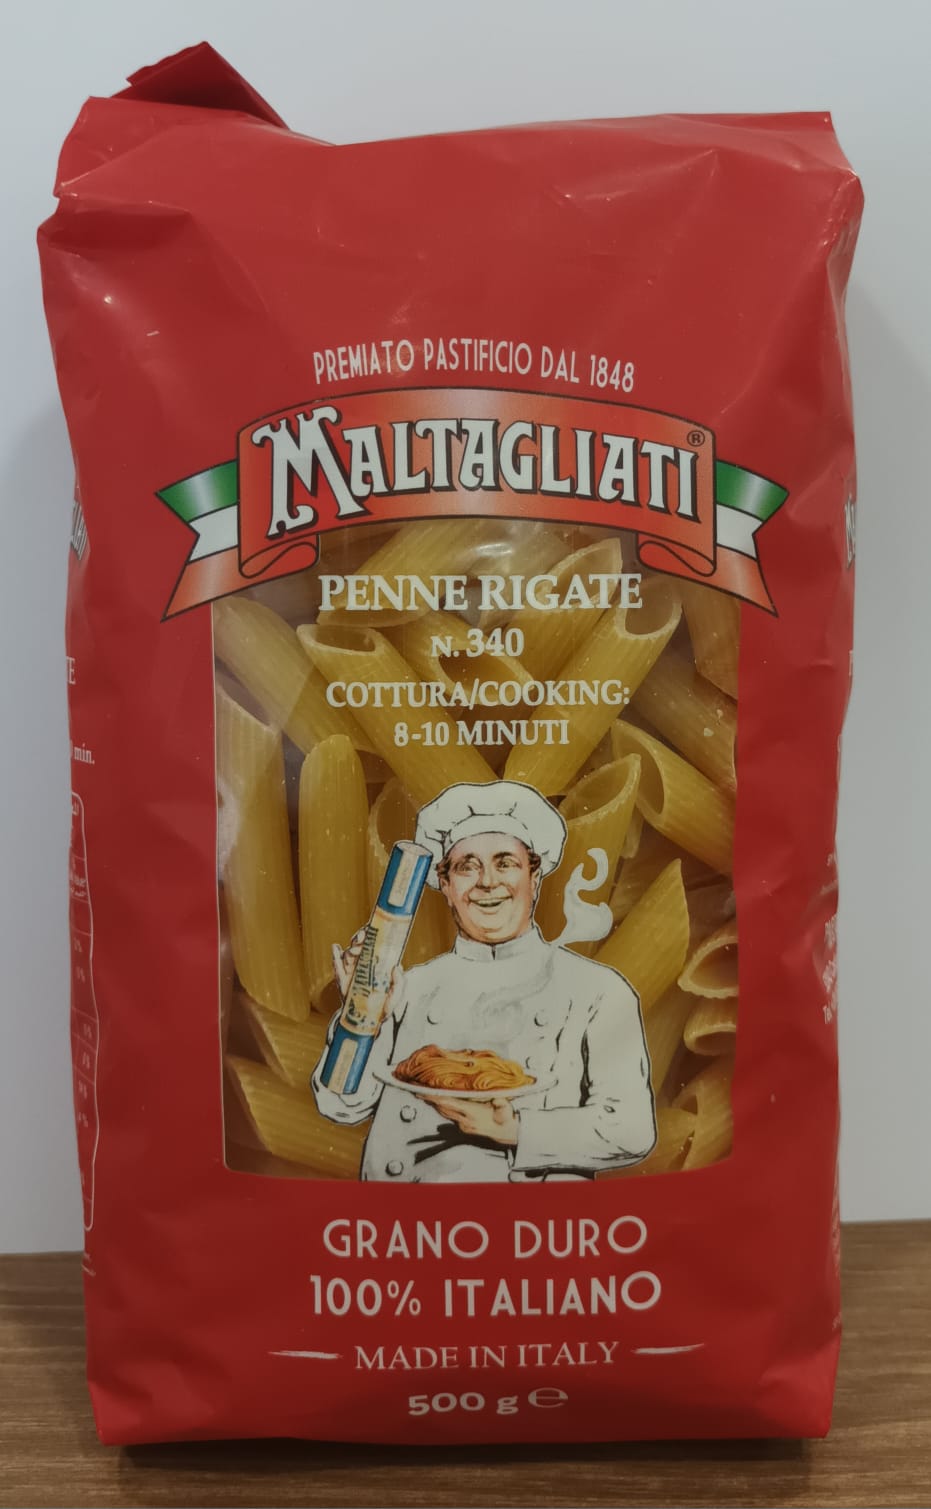 PREMIATO PASTIFICIO DAL 1848
MALTAGLIATI®
PENNE RIGATE
N. 340
COTTURA/COOKING:
8-10 MINUTI
GRANO DURO
100% ITALIANO
MADE IN ITALY
500 g ℮
min.